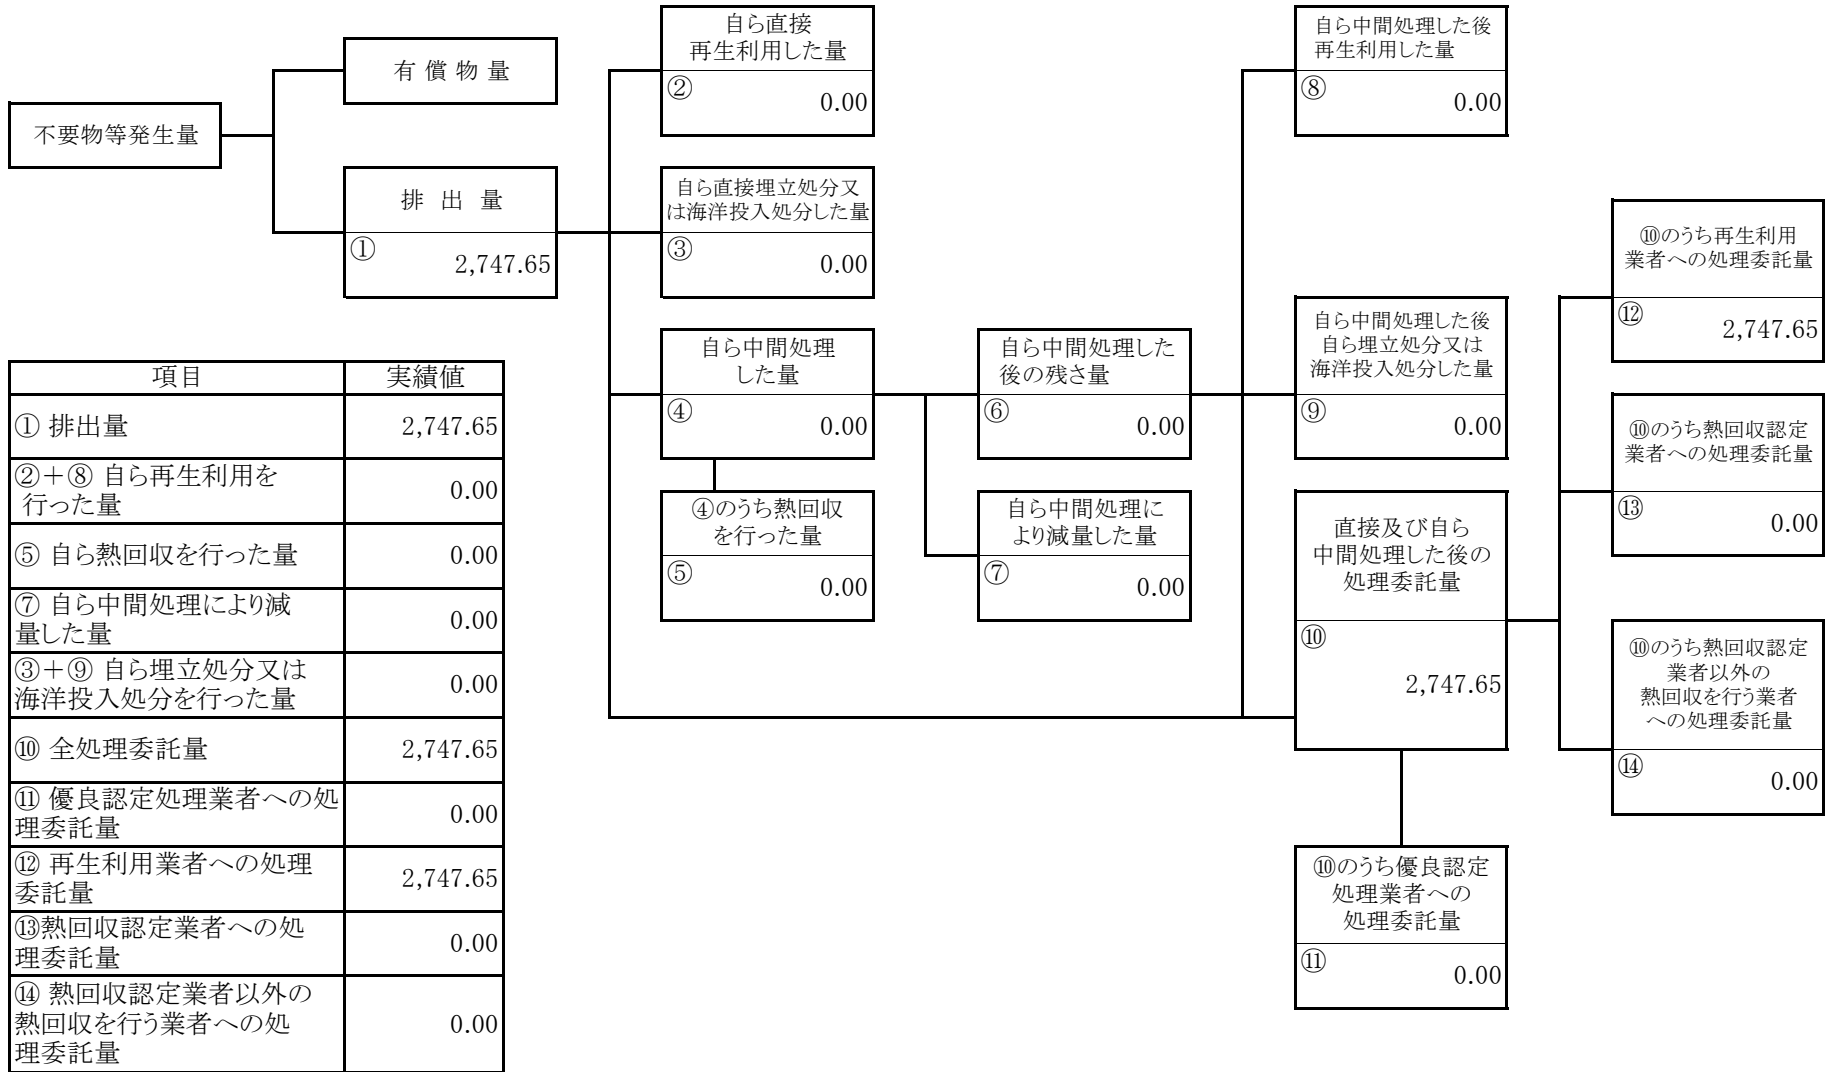 不要物等発生量
有 償 物 量
排 出 量
① 2,747.65
自ら直接
再生利用した量
② 0.00
自ら直接埋立処分又
は海洋投入処分した量
③ 0.00
自ら中間処理
した量
④ 0.00
④のうち熱回収
を行った量
⑤ 0.00
自ら中間処理した
後の残さ量
⑥ 0.00
自ら中間処理に
より減量した量
⑦ 0.00
自ら中間処理した後
再生利用した量
⑧ 0.00
自ら中間処理した後
自ら埋立処分又は
海洋投入処分した量
⑨ 0.00
直接及び自ら
中間処理した後の
処理委託量
⑩
2,747.65
⑩のうち優良認定
処理業者への
処理委託量
⑪ 0.00
⑩のうち再生利用
業者への処理委託量
⑫ 2,747.65
⑩のうち熱回収認定
業者への処理委託量
⑬ 0.00
⑩のうち熱回収認定
業者以外の
熱回収を行う業者
への処理委託量
⑭ 0.00
項目 実績値
① 排出量 2,747.65
②＋⑧ 自ら再生利用を
行った量 0.00
⑤ 自ら熱回収を行った量 0.00
⑦ 自ら中間処理により減
量した量 0.00
③＋⑨ 自ら埋立処分又は
海洋投入処分を行った量 0.00
⑩ 全処理委託量 2,747.65
⑪ 優良認定処理業者への処
理委託量 0.00
⑫ 再生利用業者への処理
委託量 2,747.65
⑬熱回収認定業者への処
理委託量 0.00
⑭ 熱回収認定業者以外の
熱回収を行う業者への処
理委託量 0.00